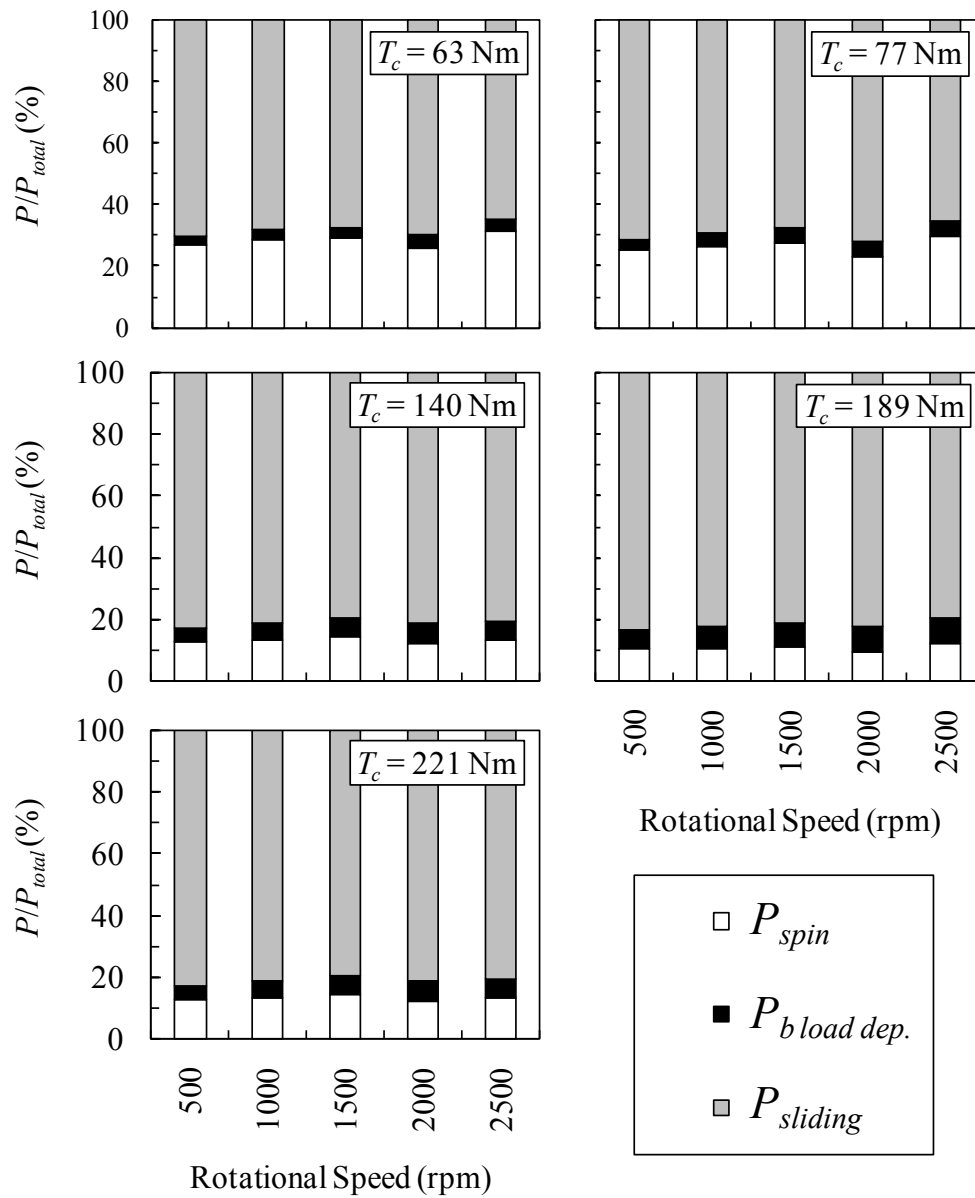 T_c = 63 Nm
T_c = 77 Nm
P/P_total (%)
100
80
60
40
20
0
T_c = 140 Nm
T_c = 189 Nm
P/P_total (%)
100
80
60
40
20
0
500
1000
1500
2000
2500
Rotational Speed (rpm)
T_c = 221 Nm
P/P_total (%)
100
80
60
40
20
0
500
1000
1500
2000
2500
Rotational Speed (rpm)
P_spin
P_b load dep.
P_sliding